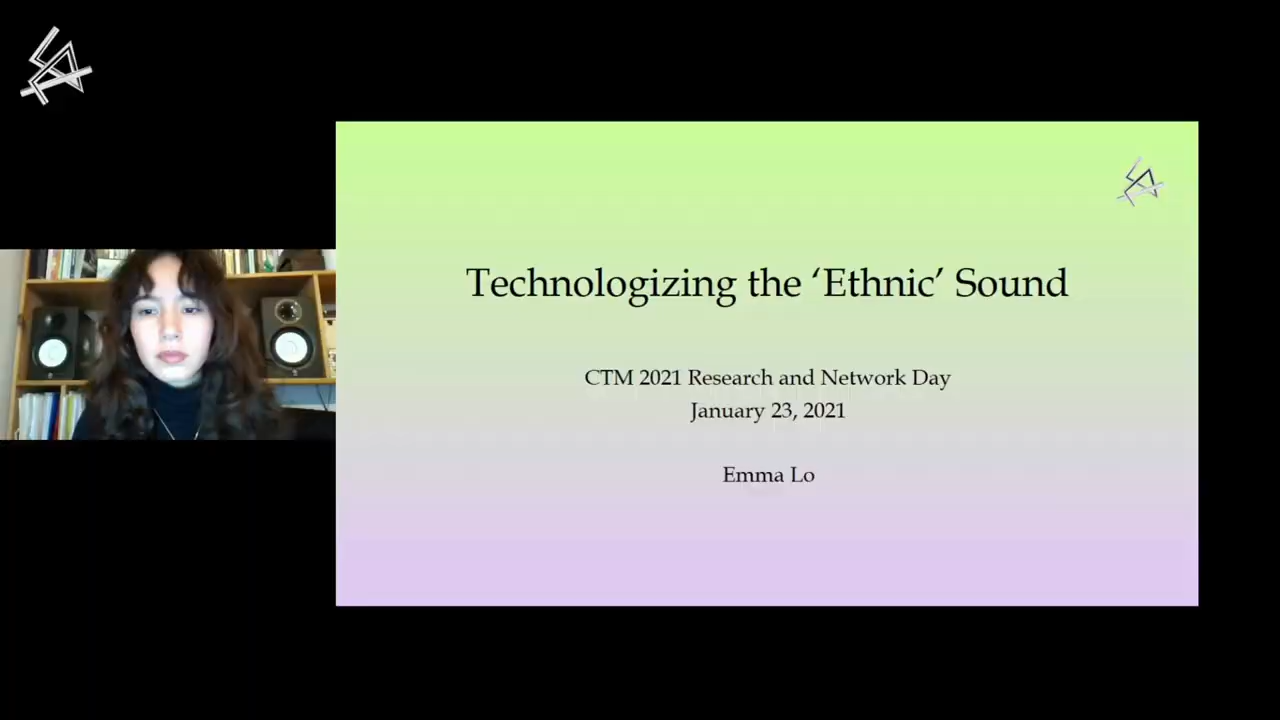 Technologizing the ‘Ethnic’ Sound
CTM 2021 Research and Network Day
January 23, 2021
Emma Lo